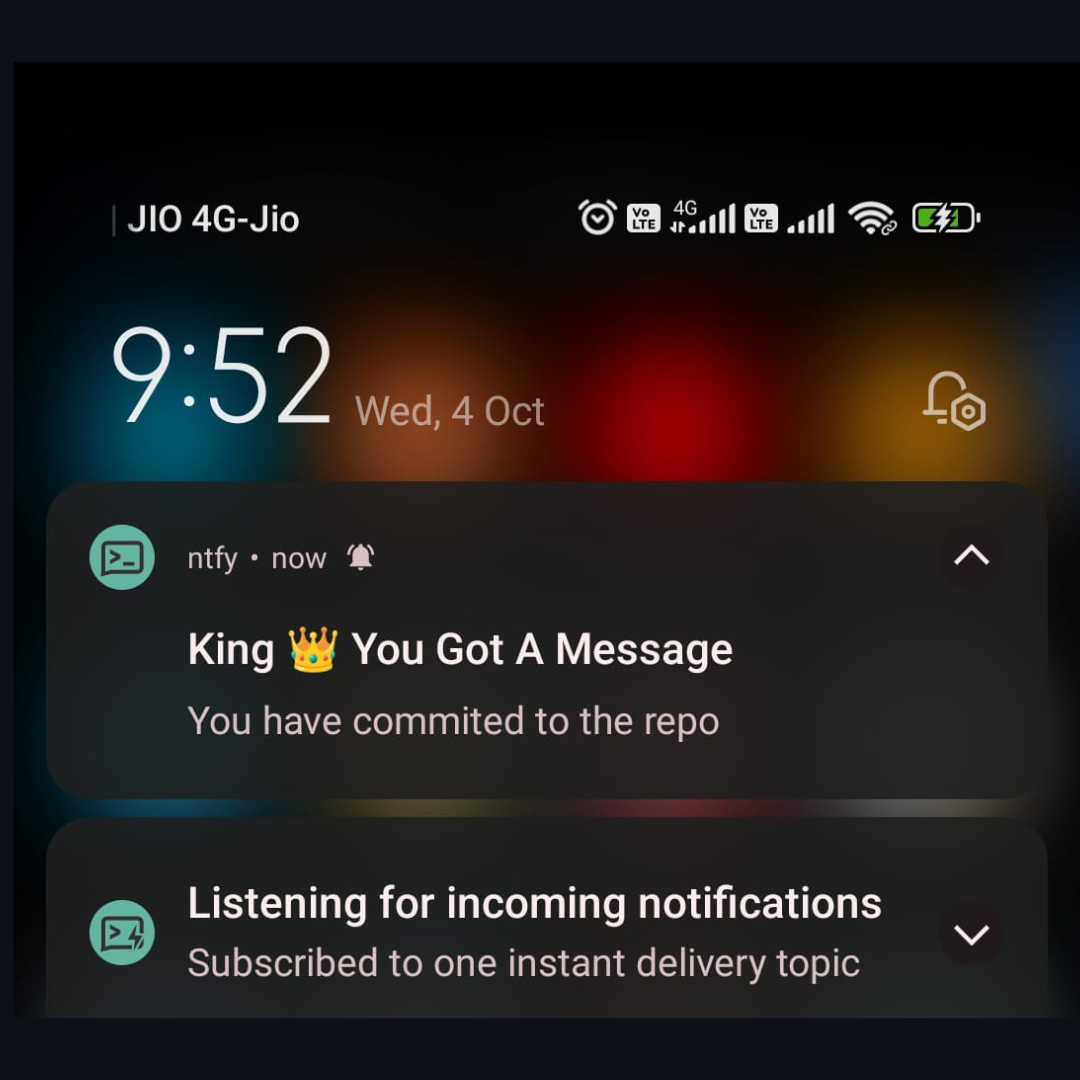 JIO 4G-Jio
Vo LTE 4G Vo LTE
9:52 Wed, 4 Oct
ntfy • now
King 👑 You Got A Message
You have commited to the repo
Listening for incoming notifications
Subscribed to one instant delivery topic